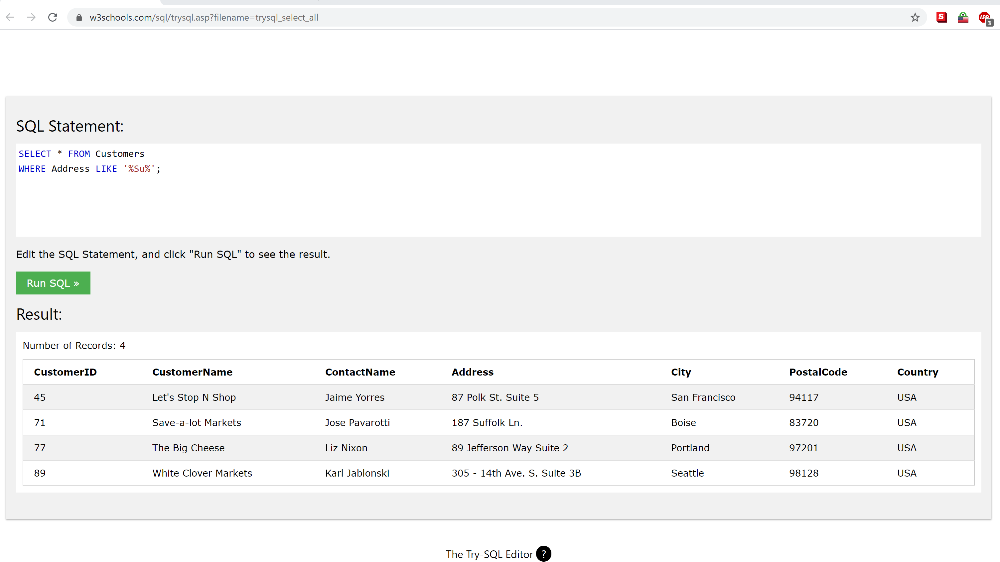 w3schools.com/sql/trysql.asp?filename=trysql_select_all
S
ABP
3
SQL Statement:
SELECT * FROM Customers
WHERE Address LIKE '%Su%';
Edit the SQL Statement, and click "Run SQL" to see the result.
Run SQL »
Result:
Number of Records: 4
CustomerID CustomerName ContactName Address City PostalCode Country
45 Let's Stop N Shop Jaime Yorres 87 Polk St. Suite 5 San Francisco 94117 USA
71 Save-a-lot Markets Jose Pavarotti 187 Suffolk Ln. Boise 83720 USA
77 The Big Cheese Liz Nixon 89 Jefferson Way Suite 2 Portland 97201 USA
89 White Clover Markets Karl Jablonski 305 - 14th Ave. S. Suite 3B Seattle 98128 USA
The Try-SQL Editor ?